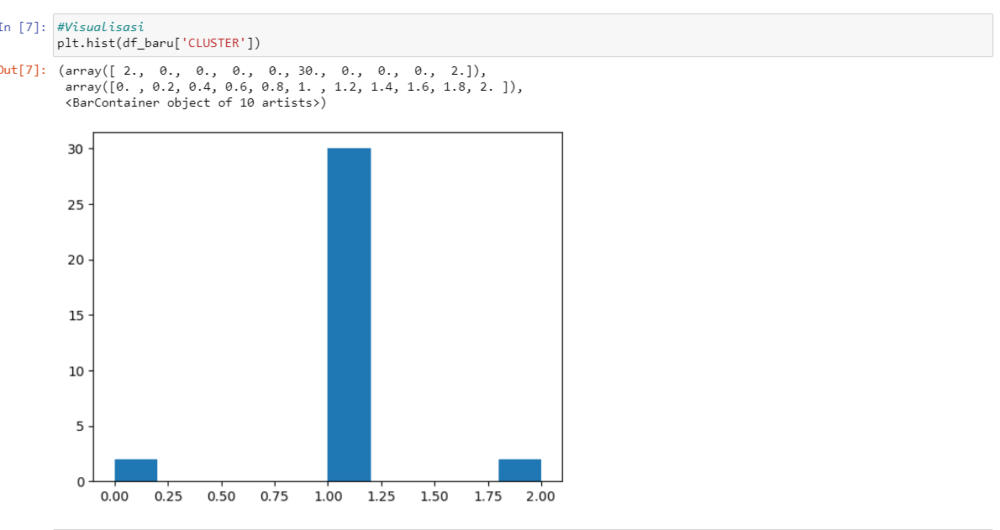 In [7]: #Visualisasi
plt.hist(df_baru['CLUSTER'])
Out[7]: (array([ 2.,  0.,  0.,  0.,  0., 30.,  0.,  0.,  0.,  2.]),
array([0. , 0.2, 0.4, 0.6, 0.8, 1. , 1.2, 1.4, 1.6, 1.8, 2. ]),
<BarContainer object of 10 artists>)
30
25
20
15
10
5
0
0.00 0.25 0.50 0.75 1.00 1.25 1.50 1.75 2.00